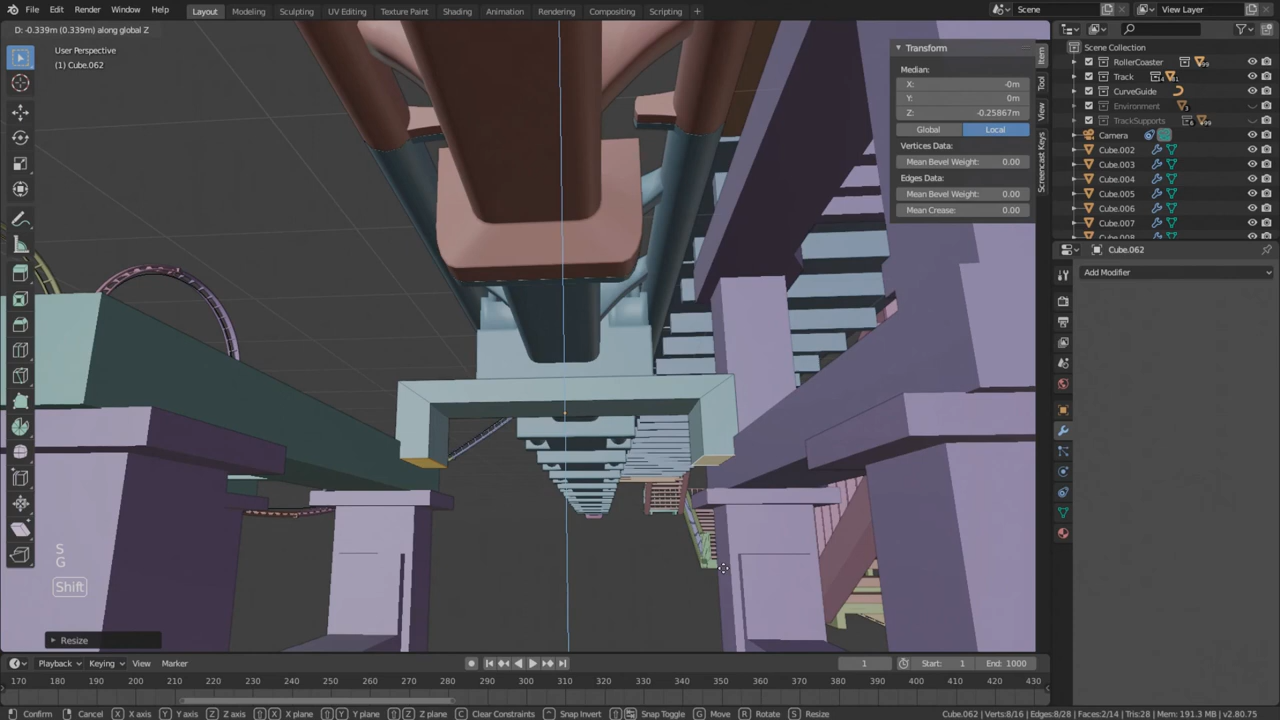 File Edit Render Window Help
Layout Modeling Sculpting UV Editing Texture Paint Shading Animation Rendering Compositing Scripting +
Scene
View Layer
D: -0.339m (0.339m) along global Z
User Perspective
(1) Cube.062
Transform
Median:
X: -0m
Y: 0m
Z: -0.25867m
Global Local
Vertices Data:
Mean Bevel Weight: 0.00
Edges Data:
Mean Bevel Weight: 0.00
Mean Crease: 0.00
Item
Tool
View
Screencast Keys
Scene Collection
RollerCoaster
Track
CurveGuide
Environment
TrackSupports
Camera
Cube.002
Cube.003
Cube.004
Cube.005
Cube.006
Cube.007
Cube.062
Add Modifier
S
G
Shift
Resize
Playback Keying View Marker
1
Start: 1 End: 1000
170 180 190 200 210 220 230 240 250 260 270 280 290 300 310 320 330 340 350 360 370 380 390 400 410 420 430
Confirm Cancel X X axis Y Y axis Z Z axis X X plane Y Y plane Z Z plane C Clear Constraints Snap Invert Snap Toggle G Move R Rotate S Resize
Cube.062 | Verts:8/16 | Edges:8/28 | Faces:2/14 | Tris:28 | Mem: 191.3 MB | v2.80.75